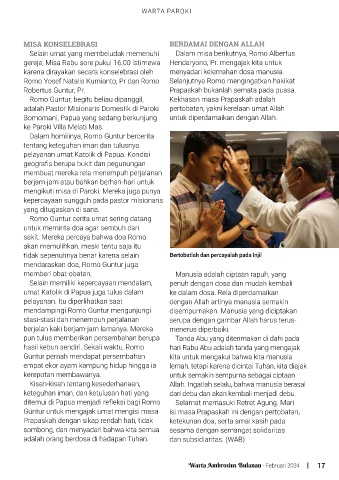 WARTA PAROKI
MISA KONSELEBRASI
Selain umat yang membeludak memenuhi
gereja, Misa Rabu sore pukul 16.00 istimewa
karena dirayakan secara konselebrasi oleh
Romo Yosef Natalis Kurnianto, Pr dan Romo
Robertus Guntur, Pr.
Romo Guntur, begitu beliau dipanggil,
adalah Pastor Misionaris Domestik di Paroki
Bomomani, Papua yang sedang berkunjung
ke Paroki Villa Melati Mas.
Dalam homilinya, Romo Guntur bercerita
tentang keteguhan iman dan tulusnya
pelayanan umat Katolik di Papua. Kondisi
geografis berupa bukit dan pegunungan
membuat mereka rela menempuh perjalanan
berjam-jam atau bahkan berhari-hari untuk
mengikuti misa di Paroki. Mereka juga punya
kepercayaan sungguh pada pastor misionaris
yang ditugaskan di sana.
Romo Guntur cerita umat sering datang
untuk meminta doa agar sembuh dari
sakit. Mereka percaya bahwa doa Romo
akan memulihkan, meski tentu saja itu
tidak sepenuhnya benar karena selain
mendaraskan doa, Romo Guntur juga
memberi obat-obatan.
Selain memiliki kepercayaan mendalam,
umat Katolik di Papua juga tulus dalam
pelayanan. Itu diperlihatkan saat
mendampingi Romo Guntur mengunjungi
stasi-stasi dan menempuh perjalanan
berjalan kaki berjam-jam lamanya. Mereka
pun tulus memberikan persembahan berupa
hasil kebun sendiri. Sekali waktu, Romo
Guntur pernah mendapat persembahan
empat ekor ayam kampung hidup hingga ia
kerepotan membawanya.
Kisah-kisah tentang kesederhanaan,
keteguhan iman, dan ketulusan hati yang
ditemui di Papua menjadi refleksi bagi Romo
Guntur untuk mengajak umat mengisi masa
Prapaskah dengan sikap rendah hati, tidak
sombong, dan menyadari bahwa kita semua
adalah orang berdosa di hadapan Tuhan.
BERDAMAI DENGAN ALLAH
Dalam misa berikutnya, Romo Albertus
Hendaryono, Pr. mengajak kita untuk
menyadari kelemahan dosa manusia.
Selanjutnya Romo mengingatkan hakikat
Prapaskah bukanlah semata pada puasa.
Kekhasan masa Prapaskah adalah
pertobatan, yakni kerelaan umat Allah
untuk diperdamaikan dengan Allah.
Bertobatlah dan percayalah pada Injil
Manusia adalah ciptaan rapuh, yang
penuh dengan dosa dan mudah kembali
ke dalam dosa. Rela diperdamaikan
dengan Allah artinya manusia semakin
disempurnakan. Manusia yang diciptakan
serupa dengan gambar Allah harus terus-
menerus diperbaiki.
Tanda Abu yang diterimakan di dahi pada
hari Rabu Abu adalah tanda yang mengajak
kita untuk mengakui bahwa kita manusia
lemah, tetapi karena dicintai Tuhan, kita diajak
untuk semakin sempurna sebagai ciptaan
Allah. Ingatlah selalu, bahwa manusia berasal
dari debu dan akan kembali menjadi debu.
Selamat memasuki Retret Agung. Mari
isi masa Prapaskah ini dengan pertobatan,
ketekunan doa, serta amal kasih pada
sesama dengan semangat solidaritas
dan subsidiaritas. (WAB)
Warta Ambrosius Bulanan - Februari 2024 | 17